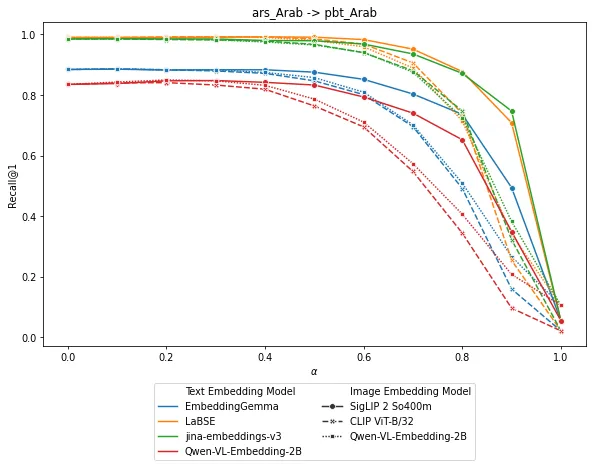 ars_Arab -> pbt_Arab
Recall@1
1.0
0.8
0.6
0.4
0.2
0.0
0.0 0.2 0.4 0.6 0.8 1.0
α
Text Embedding Model
EmbeddingGemma
LaBSE
jina-embeddings-v3
Qwen-VL-Embedding-2B
Image Embedding Model
SigLIP 2 So400m
CLIP ViT-B/32
Qwen-VL-Embedding-2B